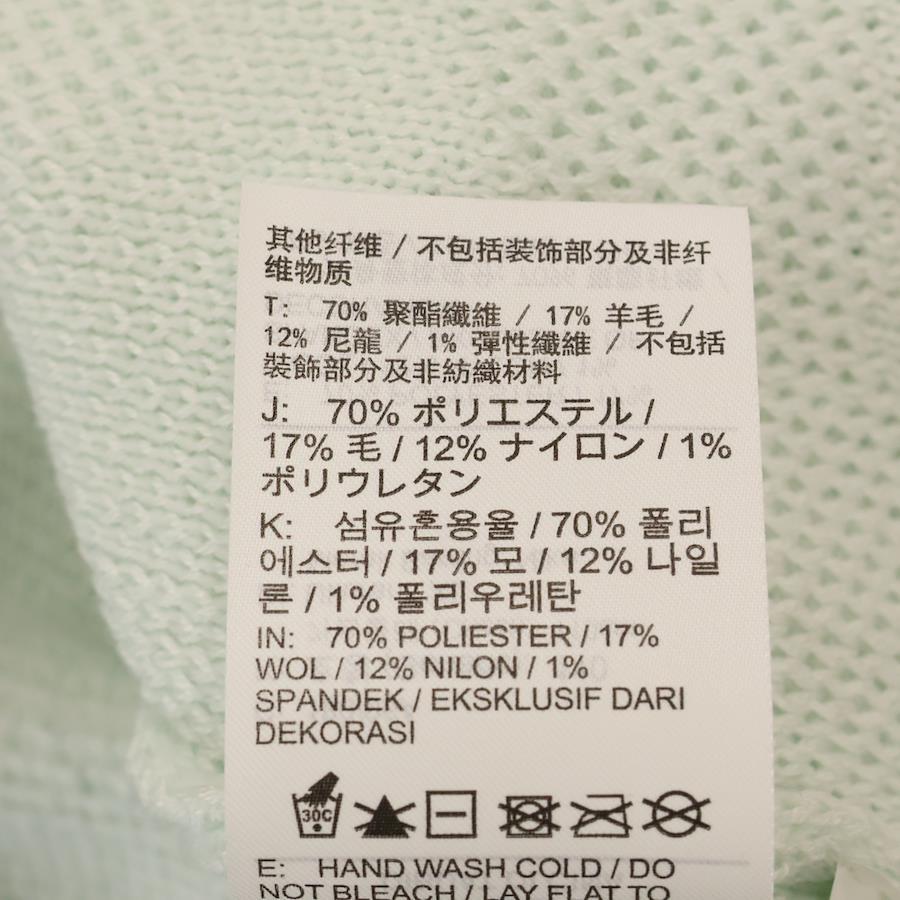 其他纤维 / 不包括装饰部分及非纤
维物质
T: 70% 聚酯纖維 / 17% 羊毛 /
12% 尼龍 / 1% 彈性纖維 / 不包括
裝飾部分及非紡織材料
J: 70% ポリエステル /
17% 毛 / 12% ナイロン / 1%
ポリウレタン
K: 섬유혼용율 / 70% 폴리
에스터 / 17% 모 / 12% 나일
론 / 1% 폴리우레탄
IN: 70% POLIESTER / 17%
WOL / 12% NILON / 1%
SPANDEK / EKSKLUSIF DARI
DEKORASI
30C
E: HAND WASH COLD / DO
NOT BLEACH / LAY FLAT TO